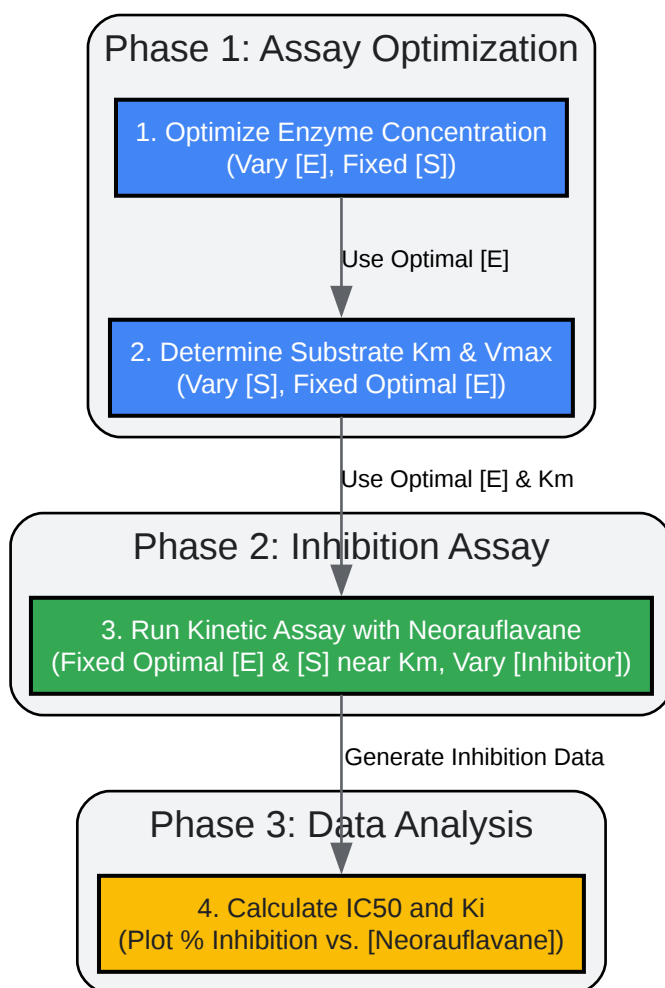 Phase 1: Assay Optimization
1. Optimize Enzyme Concentration
(Vary [E], Fixed [S])
Use Optimal [E]
2. Determine Substrate Km & Vmax
(Vary [S], Fixed Optimal [E])
Use Optimal [E] & Km
Phase 2: Inhibition Assay
3. Run Kinetic Assay with Neorauflavane
(Fixed Optimal [E] & [S] near Km, Vary [Inhibitor])
Generate Inhibition Data
Phase 3: Data Analysis
4. Calculate IC50 and Ki
(Plot % Inhibition vs. [Neorauflavane])